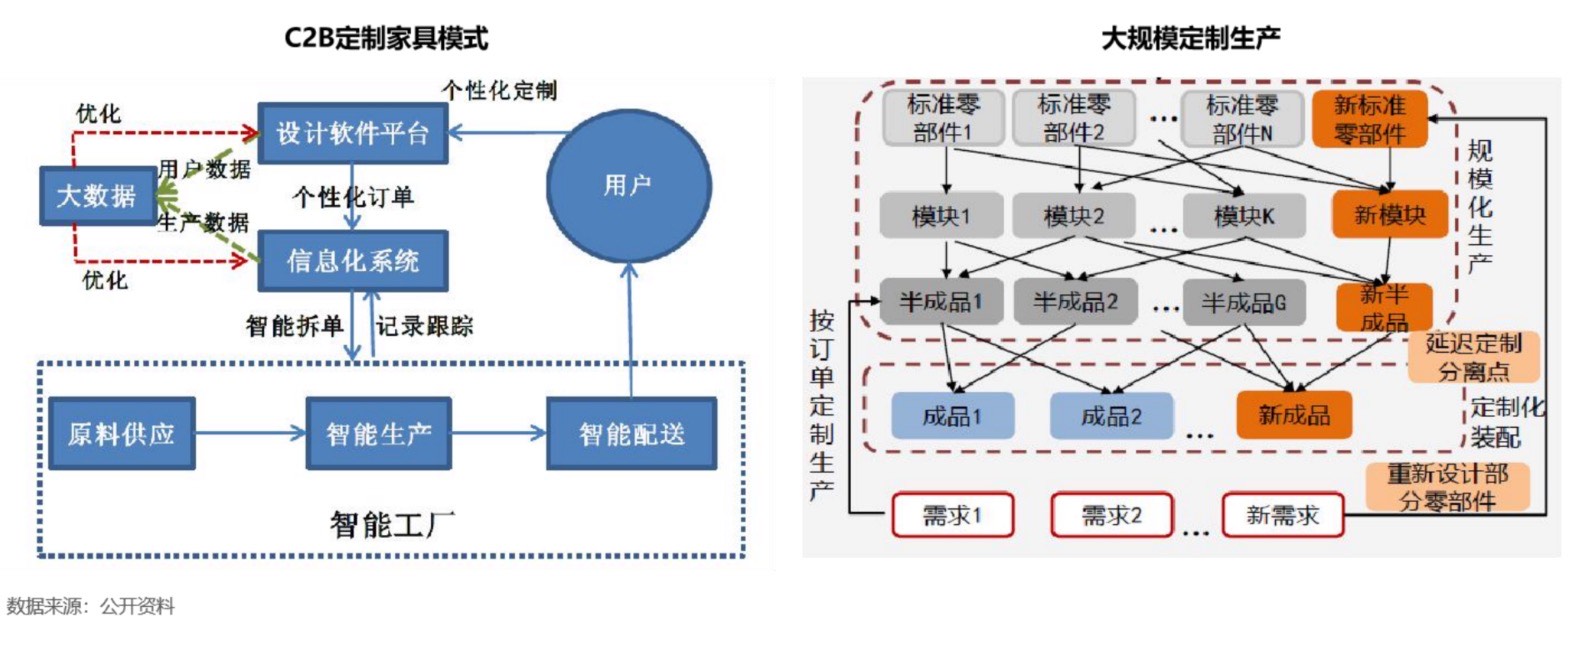 C2B定制家具模式
个性化定制
优化
设计软件平台
用户数据
大数据
用户
个性化订单
生产数据
信息化系统
优化
智能拆单
记录跟踪
原料供应
智能生产
智能配送
智能工厂
大规模定制生产
标准零
部件1
标准零
部件2
...
标准零
部件N
新标准
零部件
规模化生产
模块1
模块2
...
模块K
新模块
半成品1
半成品2
...
半成品G
新半
成品
按订单定制生产
延迟定制
分离点
成品1
成品2
...
新成品
定制化
装配
重新设计部
分零部件
需求1
需求2
...
新需求
数据来源：公开资料